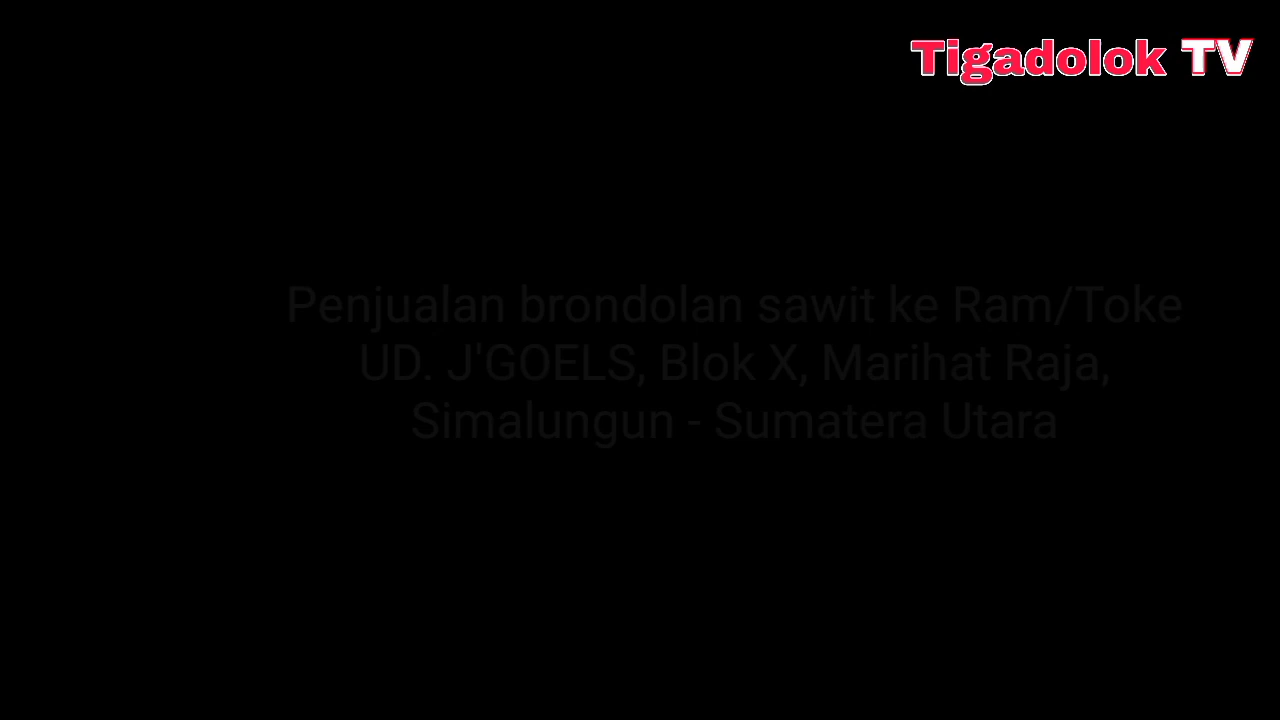 Tigadolok TV
Penjualan brondolan sawit ke Ram/Toke
UD. J'GOELS, Blok X, Marihat Raja,
Simalungun - Sumatera Utara